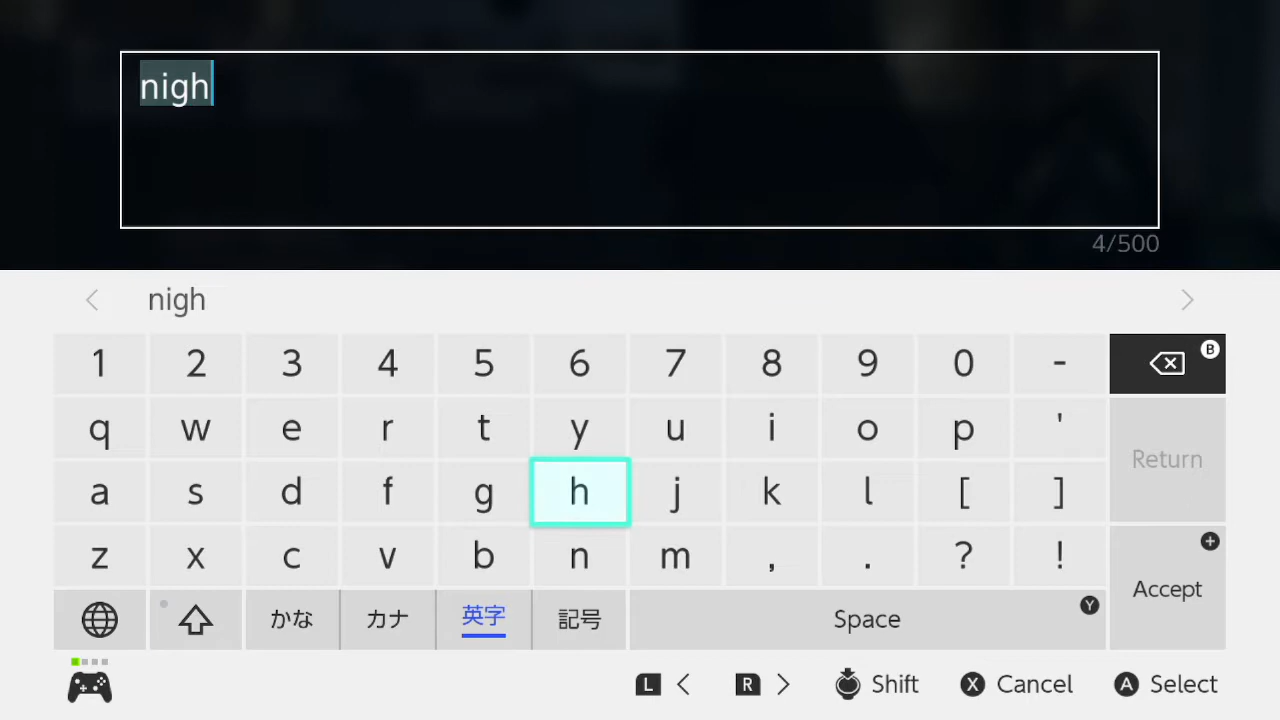 nigh
4/500
nigh
1 2 3 4 5 6 7 8 9 0 - B
q w e r t y u i o p '
Return
a s d f g h j k l [ ]
z x c v b n m , . ? !
+
Accept
かな カナ 英字 記号 Space Y
L R Shift X Cancel A Select